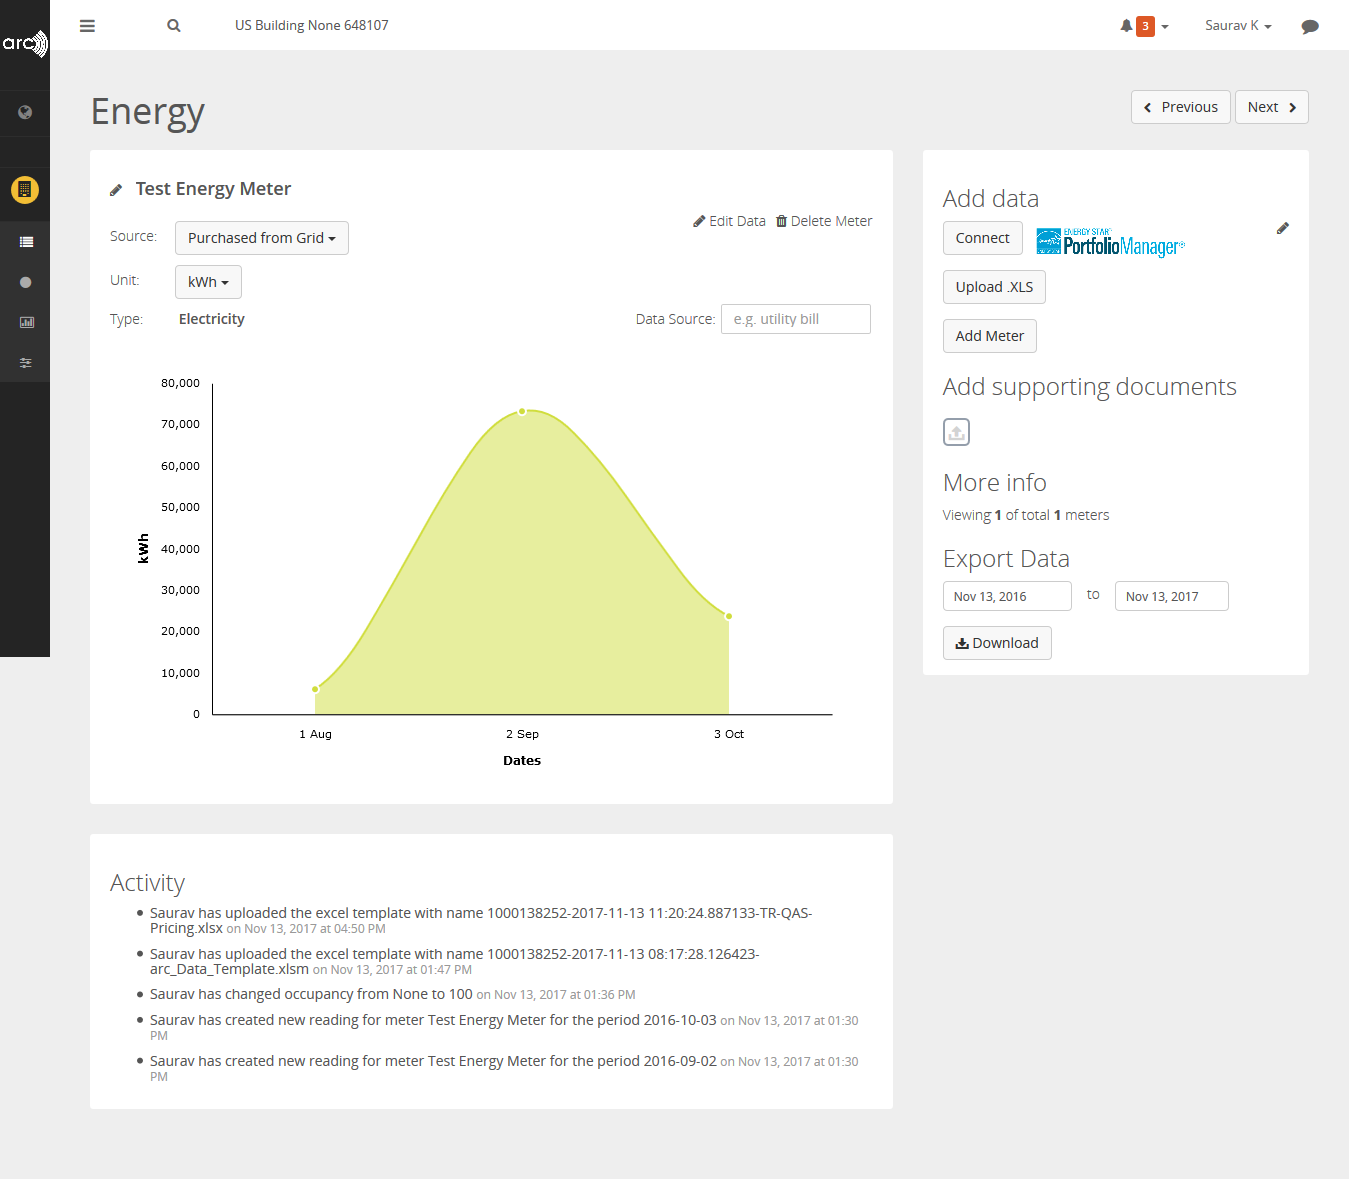 arc
US Building None 648107
3
Saurav K
Energy
Previous
Next
Test Energy Meter
Edit Data
Delete Meter
Source:
Purchased from Grid
Unit:
kWh
Type:
Electricity
Data Source:
e.g. utility bill
80,000
70,000
60,000
50,000
40,000
30,000
20,000
10,000
0
kWh
1 Aug
2 Sep
3 Oct
Dates
Add data
Connect
ENERGY STAR®
PortfolioManager®
Upload .XLS
Add Meter
Add supporting documents
More info
Viewing 1 of total 1 meters
Export Data
Nov 13, 2016
to
Nov 13, 2017
Download
Activity
Saurav has uploaded the excel template with name 1000138252-2017-11-13 11:20:24.887133-TR-QAS-
Pricing.xlsx on Nov 13, 2017 at 04:50 PM
Saurav has uploaded the excel template with name 1000138252-2017-11-13 08:17:28.126423-
arc_Data_Template.xlsm on Nov 13, 2017 at 01:47 PM
Saurav has changed occupancy from None to 100 on Nov 13, 2017 at 01:36 PM
Saurav has created new reading for meter Test Energy Meter for the period 2016-10-03 on Nov 13, 2017 at 01:30
PM
Saurav has created new reading for meter Test Energy Meter for the period 2016-09-02 on Nov 13, 2017 at 01:30
PM